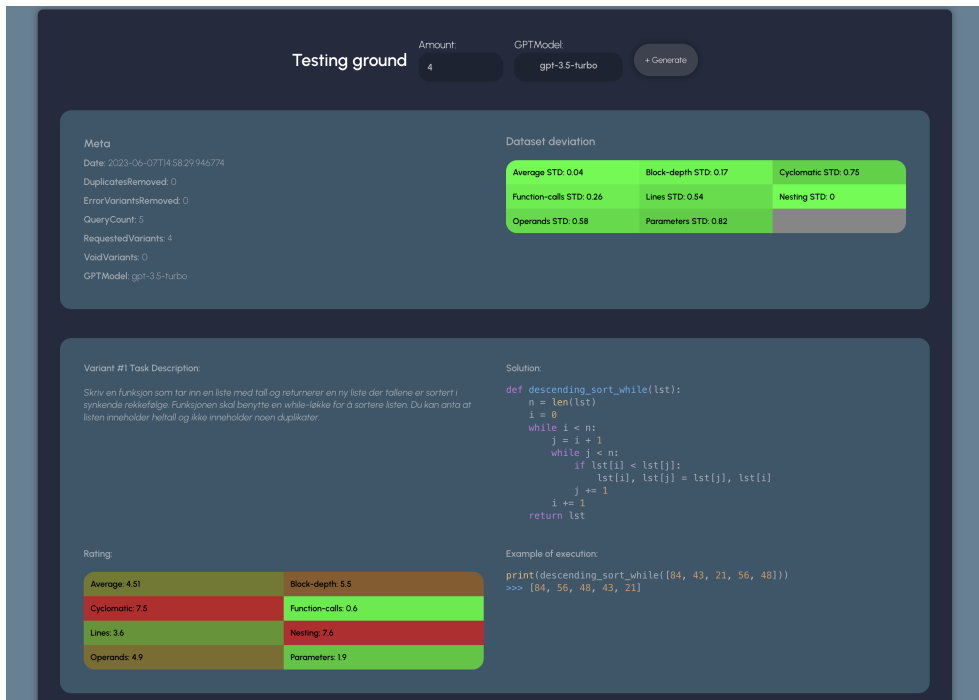 Testing ground
Amount:
4
GPTModel:
gpt-3.5-turbo
+ Generate
Meta
Date: 2023-06-07T14:58:29.946774
DuplicatesRemoved: 0
ErrorVariantsRemoved: 0
QueryCount: 5
RequestedVariants: 4
VoidVariants: 0
GPTModel: gpt-3.5-turbo
Dataset deviation
Average STD: 0.04 Block-depth STD: 0.17 Cyclomatic STD: 0.75
Function-calls STD: 0.26 Lines STD: 0.54 Nesting STD: 0
Operands STD: 0.58 Parameters STD: 0.82
Variant #1 Task Description:
Skriv en funksjon som tar inn en liste med tall og returnerer en ny liste der tallene er sortert i
synkende rekkefølge. Funksjonen skal benytte en while-løkke for å sortere listen. Du kan anta at
listen inneholder heltall og ikke inneholder noen duplikater.
Solution:
def descending_sort_while(lst):
    n = len(lst)
    i = 0
    while i < n:
        j = i + 1
        while j < n:
            if lst[i] < lst[j]:
                lst[i], lst[j] = lst[j], lst[i]
            j += 1
        i += 1
    return lst
Rating:
Average: 4.51 Block-depth: 5.5
Cyclomatic: 7.5 Function-calls: 0.6
Lines: 3.6 Nesting: 7.6
Operands: 4.9 Parameters: 1.9
Example of execution:
print(descending_sort_while([84, 43, 21, 56, 48]))
>>> [84, 56, 48, 43, 21]